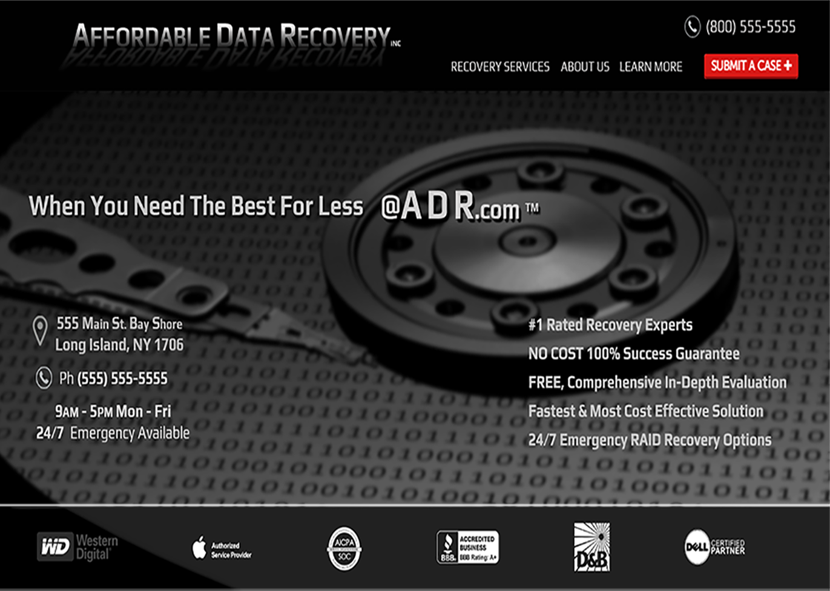 AFFORDABLE DATA RECOVERY INC
(800) 555-5555
RECOVERY SERVICES ABOUT US LEARN MORE SUBMIT A CASE +
When You Need The Best For Less @ADR.com ™
555 Main St. Bay Shore
Long Island, NY 1706
Ph (555) 555-5555
9AM - 5PM Mon - Fri
24/7 Emergency Available
#1 Rated Recovery Experts
NO COST 100% Success Guarantee
FREE, Comprehensive In-Depth Evaluation
Fastest & Most Cost Effective Solution
24/7 Emergency RAID Recovery Options
WD Western
Digital®
Authorized
Service Provider
AICPA
SOC
BBB.
ACCREDITED
BUSINESS
BBB Rating: A+
D&B
DELL CERTIFIED
PARTNER